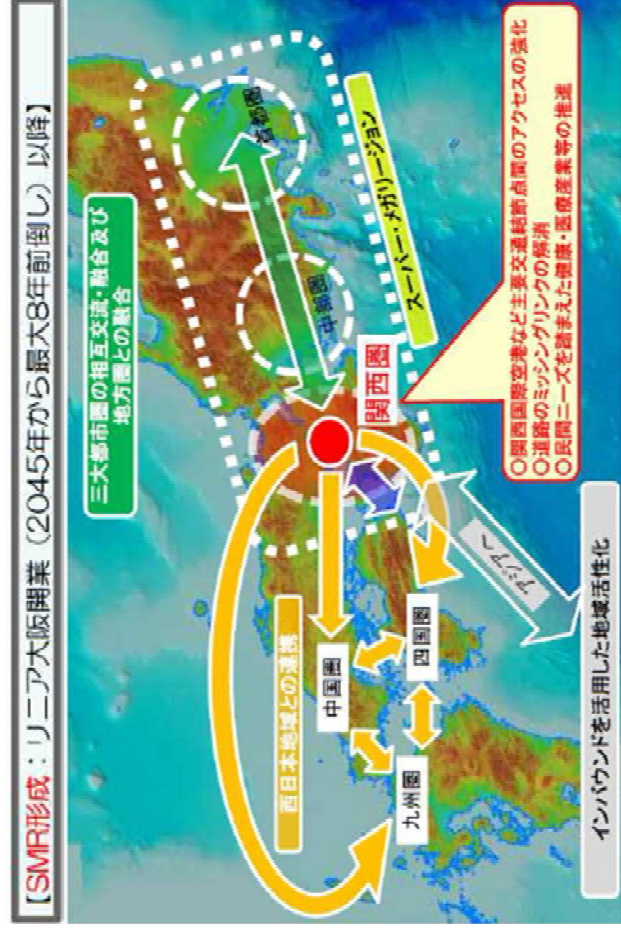 【SMR形成：リニア大阪開業（2045年から最大8年前倒し）以降】
三大都市圏の相互交流・融合及び
地方圏との融合
首都圏
中部圏
スーパー・メガリージョン
関西圏
西日本地域との連携
中国圏
四国圏
九州圏
○関西国際空港など主要交通結節点間のアクセスの強化
○道路のミッシングリンクの解消
○民間ニーズを踏まえた健康・医療産業等の推進
アジアへ
インバウンドを活用した地域活性化